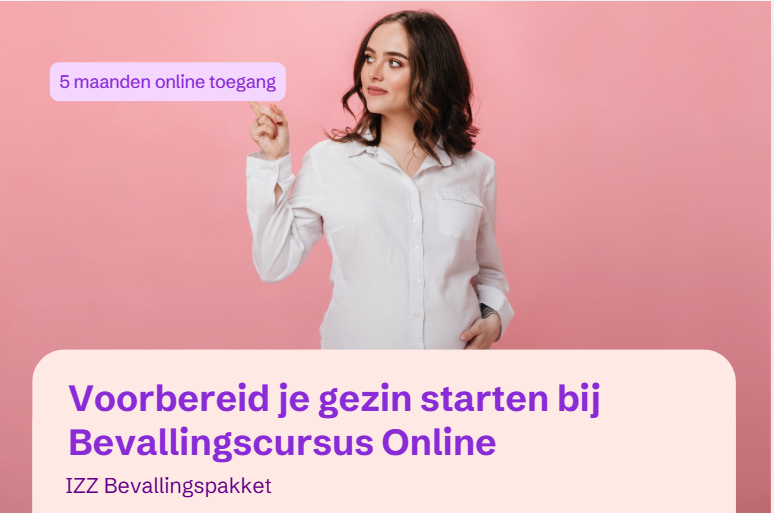 5 maanden online toegang
Voorbereid je gezin starten bij
Bevallingscursus Online
IZZ Bevallingspakket